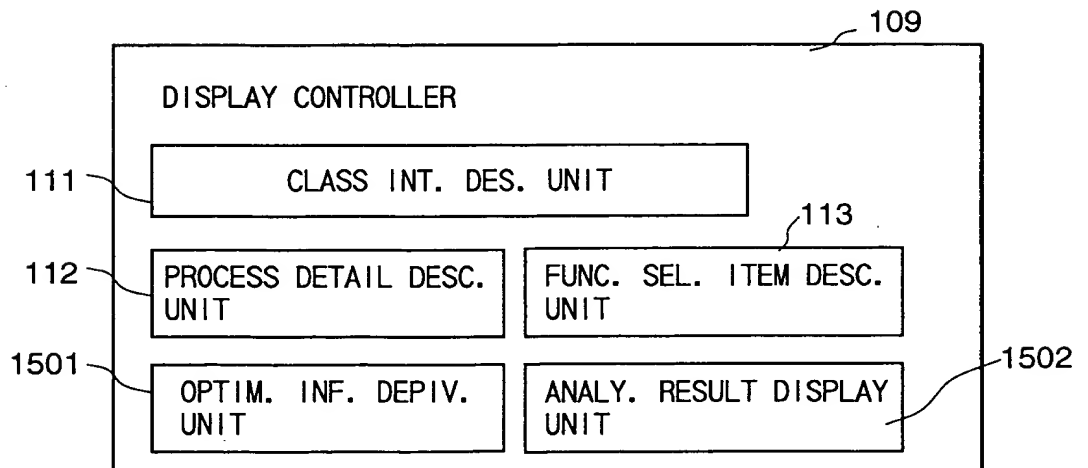 109
DISPLAY CONTROLLER
111
CLASS INT. DES. UNIT
113
112
PROCESS DETAIL DESC.
UNIT
FUNC. SEL. ITEM DESC.
UNIT
1501
1502
OPTIM. INF. DEPIV.
UNIT
ANALY. RESULT DISPLAY
UNIT